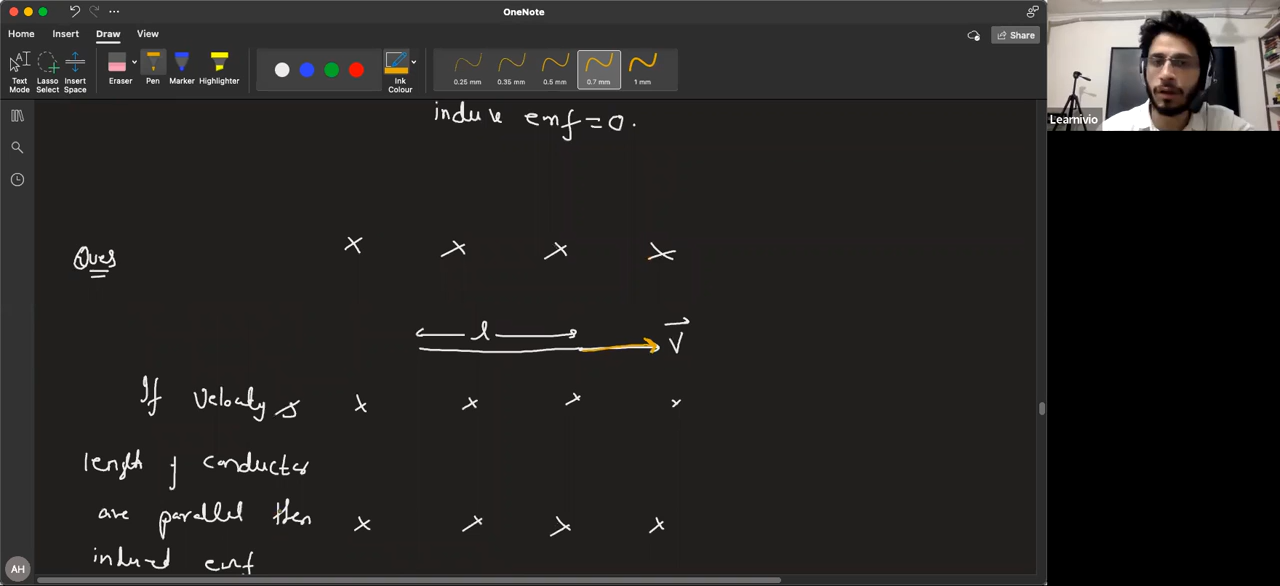 OneNote
Home Insert Draw View
Share
Text Mode
Lasso Select
Insert Space
Eraser
Pen
Marker
Highlighter
Ink Colour
0.25 mm
0.35 mm
0.5 mm
0.7 mm
1 mm
Learnivio
emf = 0.
Ques
x x x x
l
V
If Velocity &
x x x x
length of conductor
are parallel then
x x x x
induced emf
AH